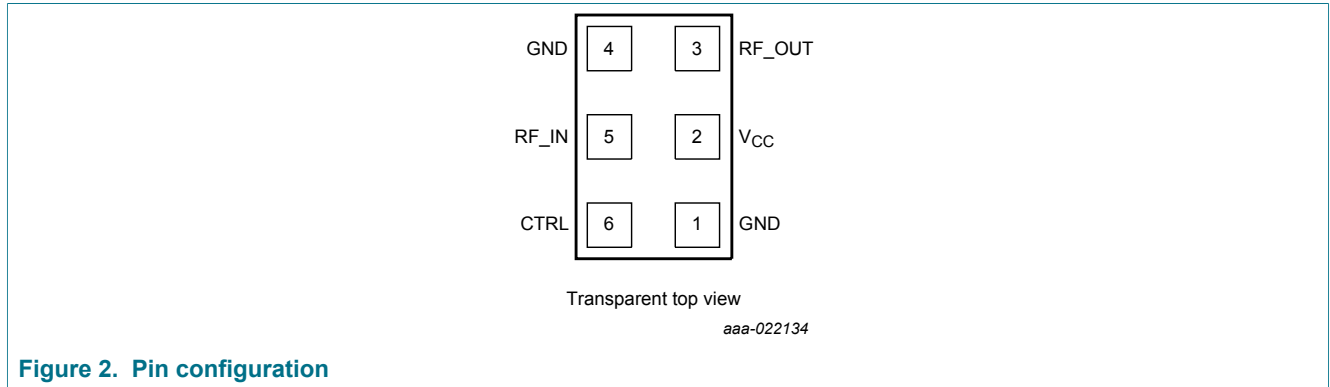 GND 4 3 RF_OUT
RF_IN 5 2 VCC
CTRL 6 1 GND
Transparent top view
aaa-022134
Figure 2. Pin configuration